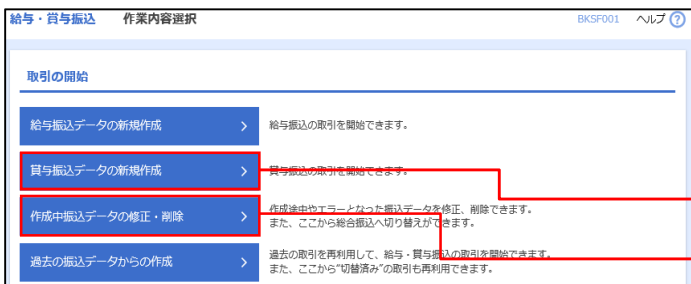 給与・賞与振込 作業内容選択 BKSF001 ヘルプ ?
取引の開始
給与振込データの新規作成 > 給与振込の取引を開始できます。
賞与振込データの新規作成 > 賞与振込の取引を開始できます。
作成中振込データの修正・削除 > 作成途中やエラーとなった振込データを修正、削除できます。
また、ここから総合振込へ切り替えができます。
過去の振込データからの作成 > 過去の取引を再利用して、給与・賞与振込の取引を開始できます。
また、ここから"切替済み"の取引も再利用できます。